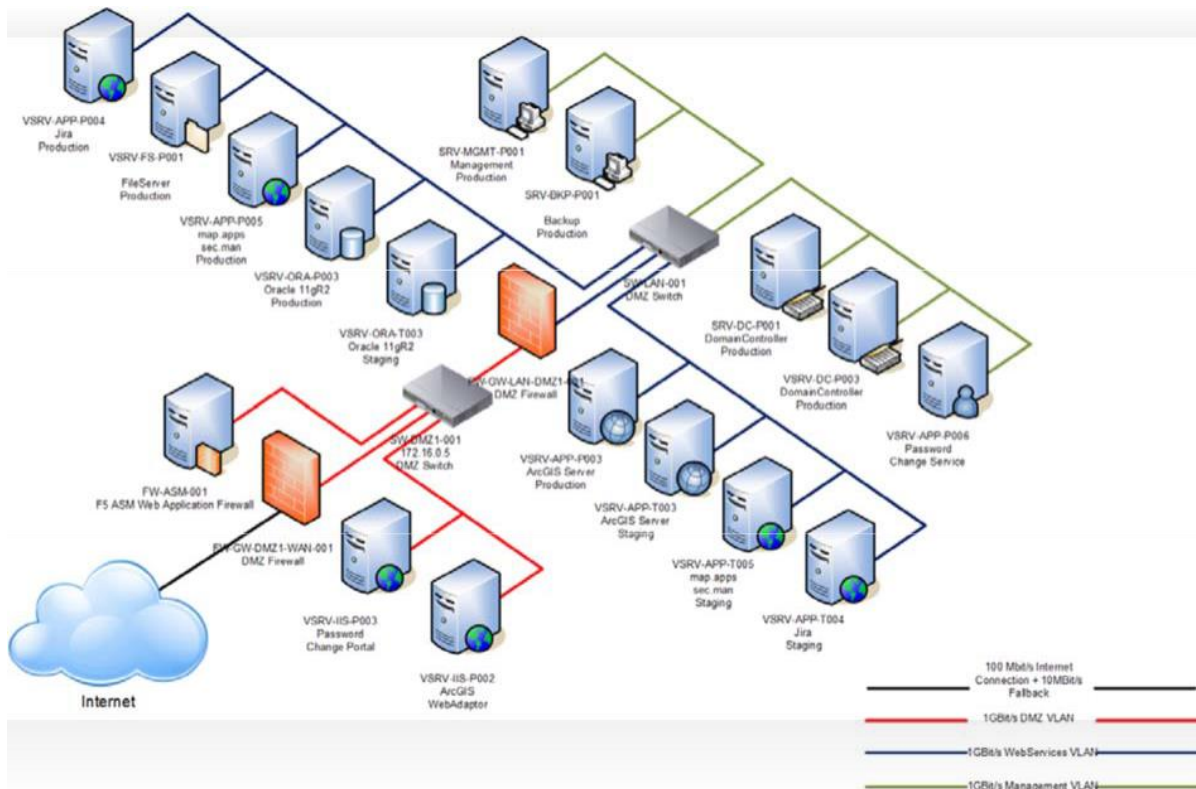 VSRV-APP-P004
Jira
Production
VSRV-FS-P001
FileServer
Production
VSRV-APP-P005
map.apps
sec.man
Production
VSRV-ORA-P003
Oracle 11gR2
Production
VSRV-ORA-T003
Oracle 11gR2
Staging
SRV-MGMT-P001
Management
Production
SRV-BKP-P001
Backup
Production
SW-LAN-001
DMZ Switch
SRV-DC-P001
DomainController
Production
VSRV-DC-P003
DomainController
Production
VSRV-APP-P006
Password
Change Service
FW-GW-LAN-DMZ1-001
DMZ Firewall
SW-DMZ1-001
172.16.0.5
DMZ Switch
FW-ASM-001
F5 ASM Web Application Firewall
FW-GW-DMZ1-WAN-001
DMZ Firewall
VSRV-APP-P003
ArcGIS Server
Production
VSRV-APP-T003
ArcGIS Server
Staging
VSRV-APP-T005
map.apps
sec.man
Staging
VSRV-APP-T004
Jira
Staging
VSRV-IIS-P003
Password
Change Portal
VSRV-IIS-P002
ArcGIS
WebAdaptor
Internet
100 Mbit/s Internet
Connection + 10MBit/s
Fallback
1GBit/s DMZ VLAN
1GBit/s WebServices VLAN
1GBit/s Management VLAN